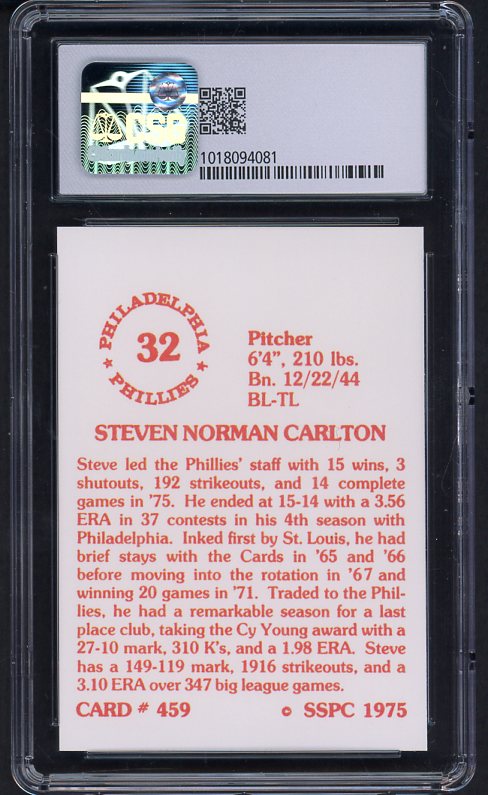 CSG
1018094081
PHILADELPHIA
32
PHILLIES
Pitcher
6'4", 210 lbs.
Bn. 12/22/44
BL-TL
STEVEN NORMAN CARLTON
Steve led the Phillies' staff with 15 wins, 3
shutouts, 192 strikeouts, and 14 complete
games in '75. He ended at 15-14 with a 3.56
ERA in 37 contests in his 4th season with
Philadelphia. Inked first by St. Louis, he had
brief stays with the Cards in '65 and '66
before moving into the rotation in '67 and
winning 20 games in '71. Traded to the Phil-
lies, he had a remarkable season for a last
place club, taking the Cy Young award with a
27-10 mark, 310 K's, and a 1.98 ERA. Steve
has a 149-119 mark, 1916 strikeouts, and a
3.10 ERA over 347 big league games.
CARD # 459 © SSPC 1975